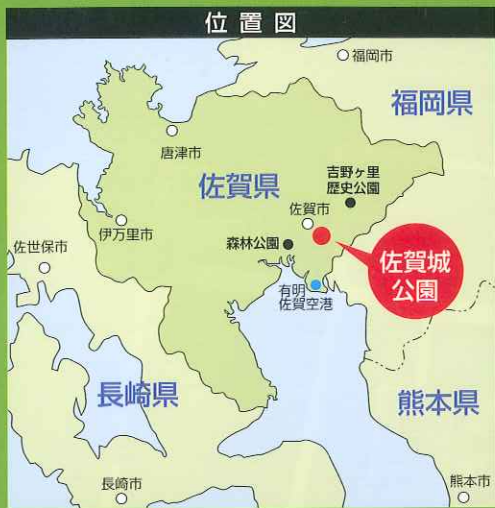 位置図
福岡市
福岡県
唐津市
吉野ヶ里
歴史公園
佐賀県
佐賀市
伊万里市
森林公園
佐世保市
佐賀城
公園
有明
佐賀空港
長崎県
熊本県
長崎市
熊本市